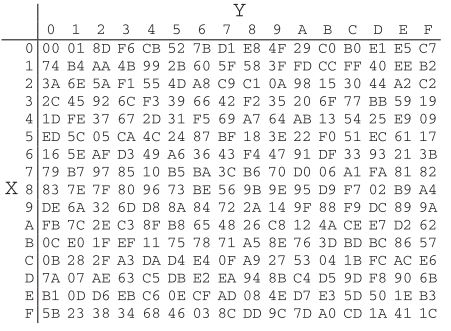 Y
0 1 2 3 4 5 6 7 8 9 A B C D E F
0 00 01 8D F6 CB 52 7B D1 E8 4F 29 C0 B0 E1 E5 C7
1 74 B4 AA 4B 99 2B 60 5F 58 3F FD CC FF 40 EE B2
2 3A 6E 5A F1 55 4D A8 C9 C1 0A 98 15 30 44 A2 C2
3 2C 45 92 6C F3 39 66 42 F2 35 20 6F 77 BB 59 19
4 1D FE 37 67 2D 31 F5 69 A7 64 AB 13 54 25 E9 09
5 ED 5C 05 CA 4C 24 87 BF 18 3E 22 F0 51 EC 61 17
6 16 5E AF D3 49 A6 36 43 F4 47 91 DF 33 93 21 3B
7 79 B7 97 85 10 B5 BA 3C B6 70 D0 06 A1 FA 81 82
X 8 83 7E 7F 80 96 73 BE 56 9B 9E 95 D9 F7 02 B9 A4
9 DE 6A 32 6D D8 8A 84 72 2A 14 9F 88 F9 DC 89 9A
A FB 7C 2E C3 8F B8 65 48 26 C8 12 4A CE E7 D2 62
B 0C E0 1F EF 11 75 78 71 A5 8E 76 3D BD BC 86 57
C 0B 28 2F A3 DA D4 E4 0F A9 27 53 04 1B FC AC E6
D 7A 07 AE 63 C5 DB E2 EA 94 8B C4 D5 9D F8 90 6B
E B1 0D D6 EB C6 0E CF AD 08 4E D7 E3 5D 50 1E B3
F 5B 23 38 34 68 46 03 8C DD 9C 7D A0 CD 1A 41 1C